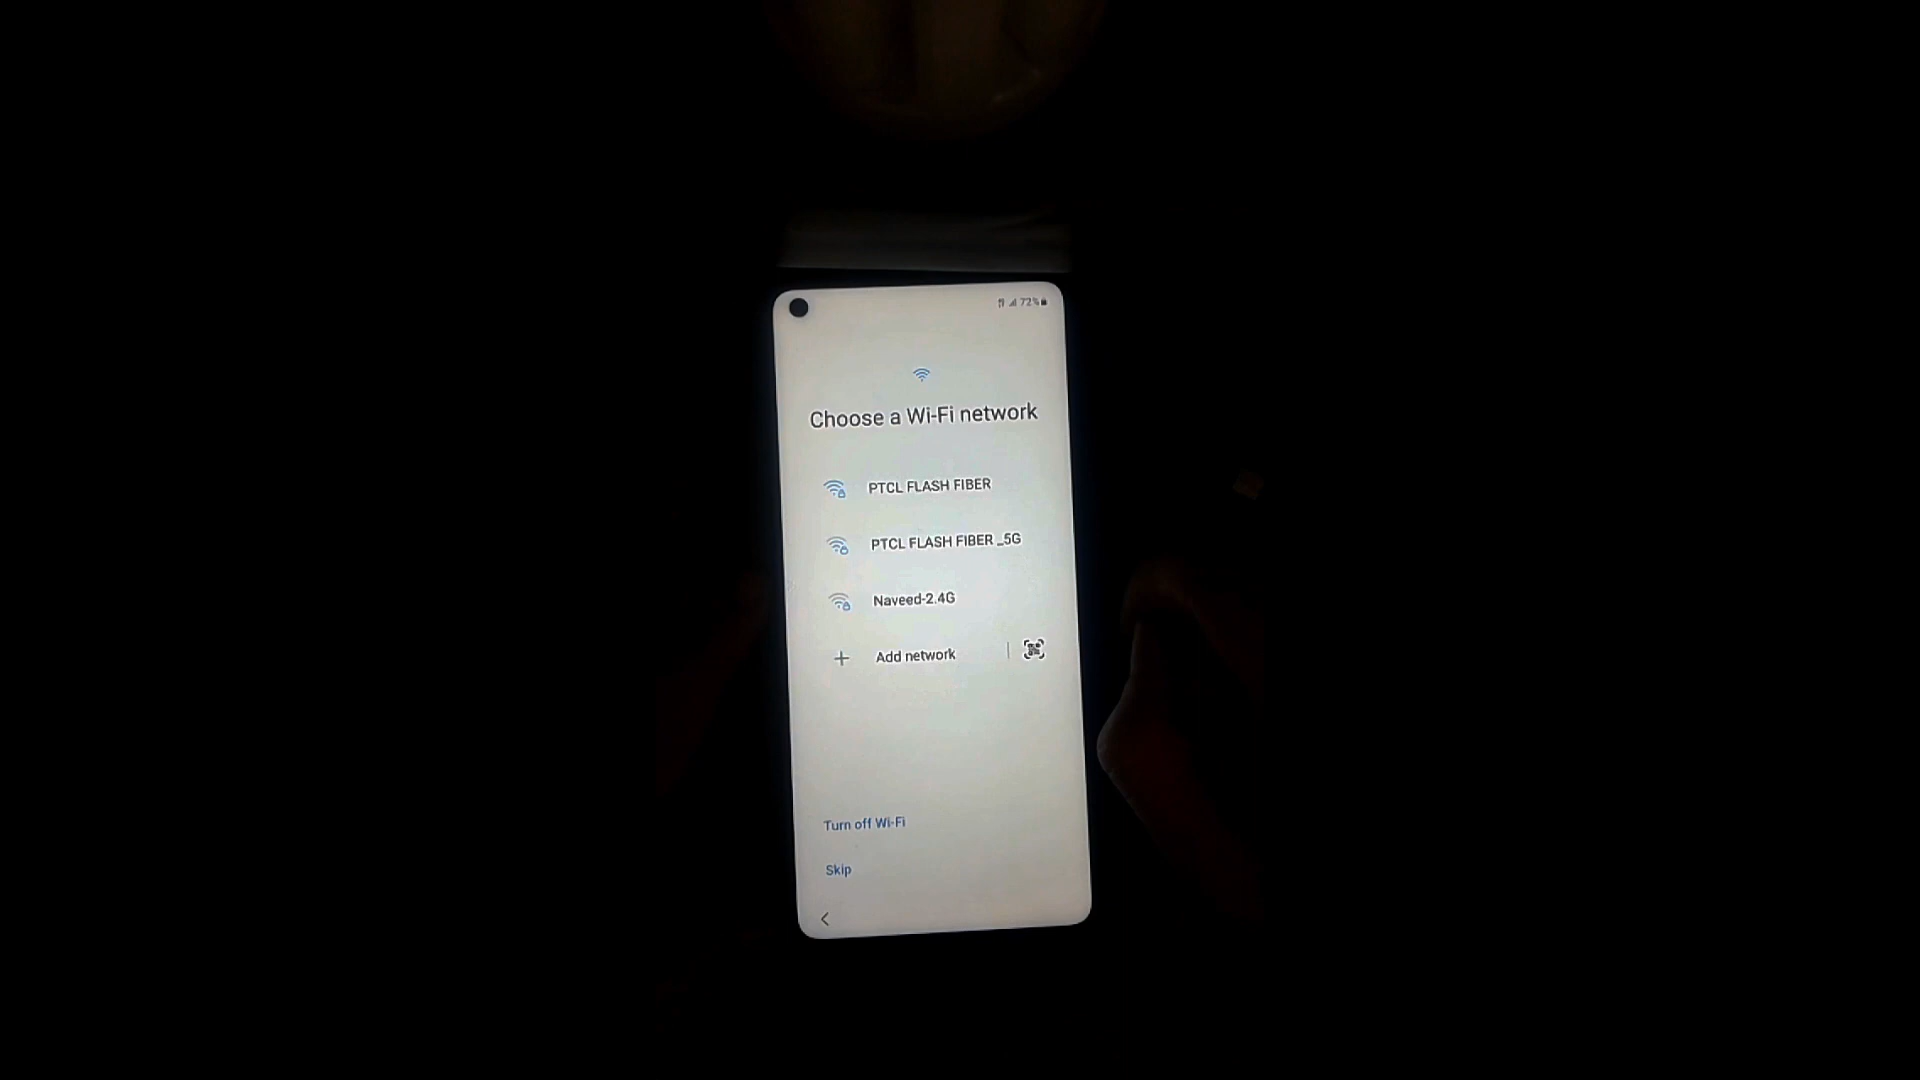 72%
Choose a Wi-Fi network
PTCL FLASH FIBER
PTCL FLASH FIBER _5G
Naveed-2.4G
Add network
Turn off Wi-Fi
Skip